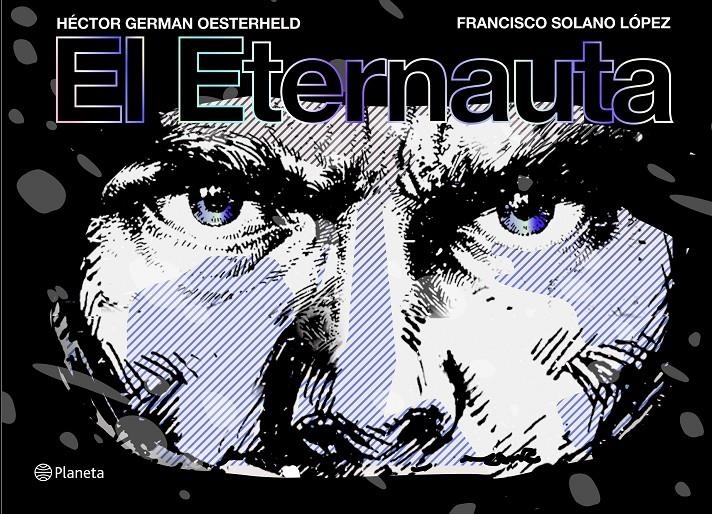 HÉCTOR GERMAN OESTERHELD
FRANCISCO SOLANO LÓPEZ
El Eternauta
Planeta